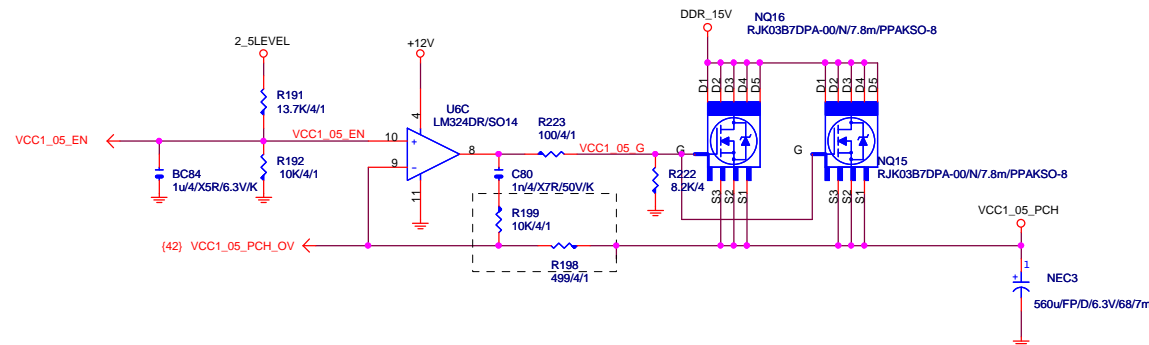 DDR_15V
NQ16
RJK03B7DPA-00/N/7.8m/PPAKSO-8
2_5LEVEL
+12V
R191
13.7K/4/1
U6C
LM324DR/SO14
D1
D2
D3
D4
D5
D1
D2
D3
D4
D5
R223
100/4/1
VCC1_05_EN
VCC1_05_EN
10
+
4
8
VCC1_05_G
G
G
9
-
11
R192
10K/4/1
BC84
1u/4/X5R/6.3V/K
C80
1n/4/X7R/50V/K
R222
8.2K/4
NQ15
RJK03B7DPA-00/N/7.8m/PPAKSO-8
S3
S2
S1
S3
S2
S1
R199
10K/4/1
VCC1_05_PCH
{42} VCC1_05_PCH_OV
R198
499/4/1
1
+
NEC3
560u/FP/D/6.3V/68/7m